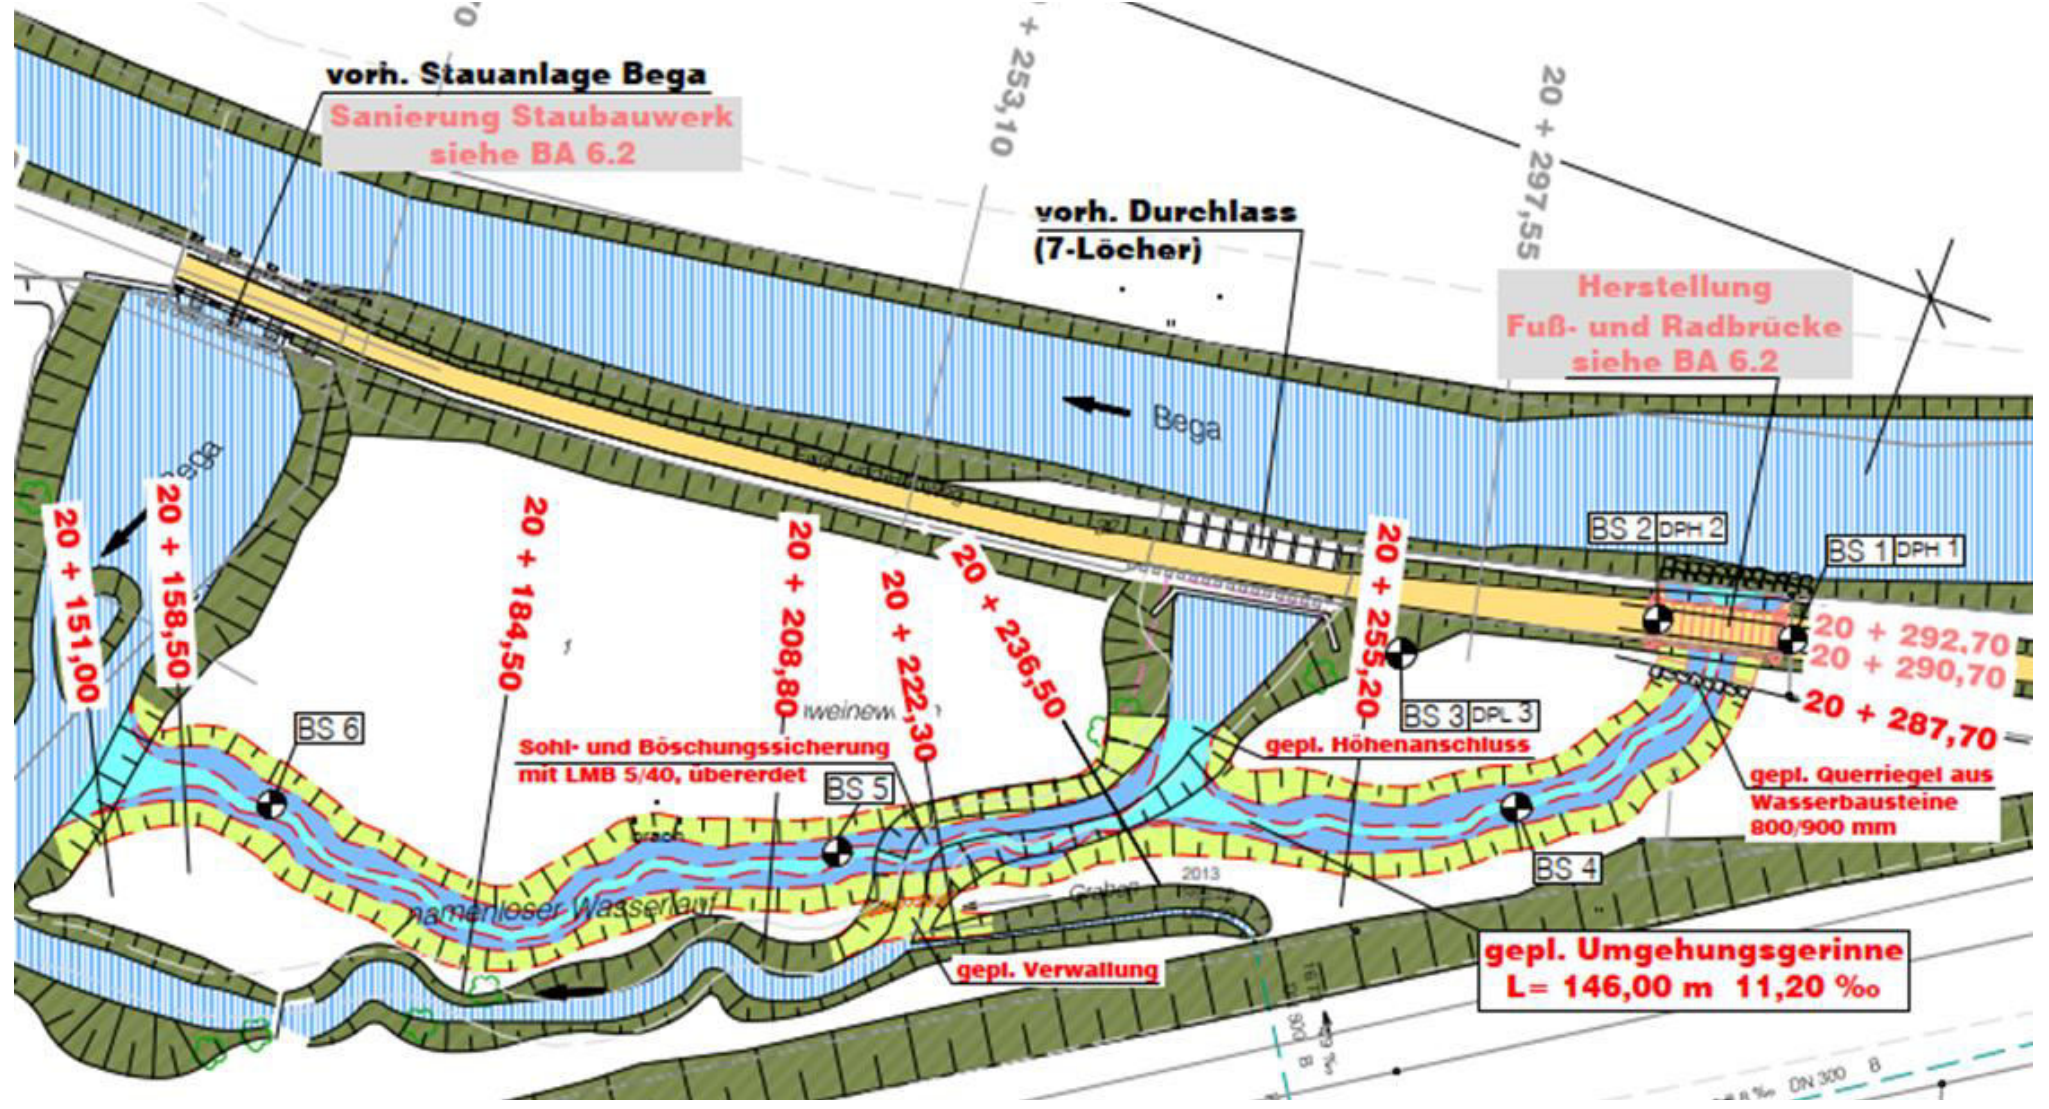 vorh. Stauanlage Bega
Sanierung Staubauwerk
siehe BA 6.2
20 + 253,10
20 + 297,55
vorh. Durchlass
(7-Löcher)
Herstellung
Fuß- und Radbrücke
siehe BA 6.2
Bega
Bega
BS 2 DPH 2
BS 1 DPH 1
20 + 151,00
20 + 158,50
20 + 184,50
20 + 208,80
20 + 222,30
20 + 236,50
20 + 255,20
20 + 292,70
20 + 290,70
20 + 287,70
BS 6
BS 3 DPL 3
Sohl- und Böschungssicherung
mit LMB 5/40, übererdet
BS 5
gepl. Höhenanschluss
gepl. Querriegel aus
Wasserbausteine
800/900 mm
BS 4
2013
Graben
namenloser Wasserlauf
gepl. Verwallung
gepl. Umgehungsgerinne
L= 146,00 m 11,20 ‰
DN 300 B